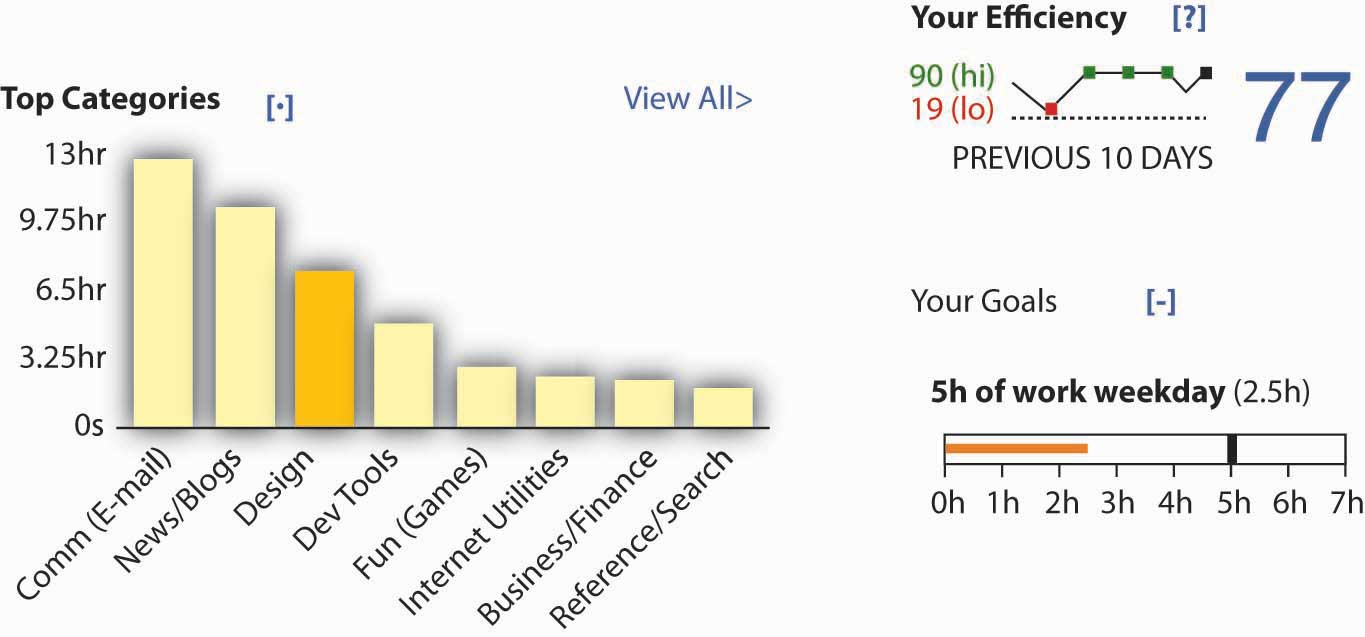 Your Efficiency [?]
90 (hi)
19 (lo)
77
PREVIOUS 10 DAYS
Top Categories [·] View All>
13hr
9.75hr
6.5hr
3.25hr
0s
Comm (E-mail)
News/Blogs
Design
Dev Tools
Fun (Games)
Internet Utilities
Business/Finance
Reference/Search
Your Goals [-]
5h of work weekday (2.5h)
0h 1h 2h 3h 4h 5h 6h 7h